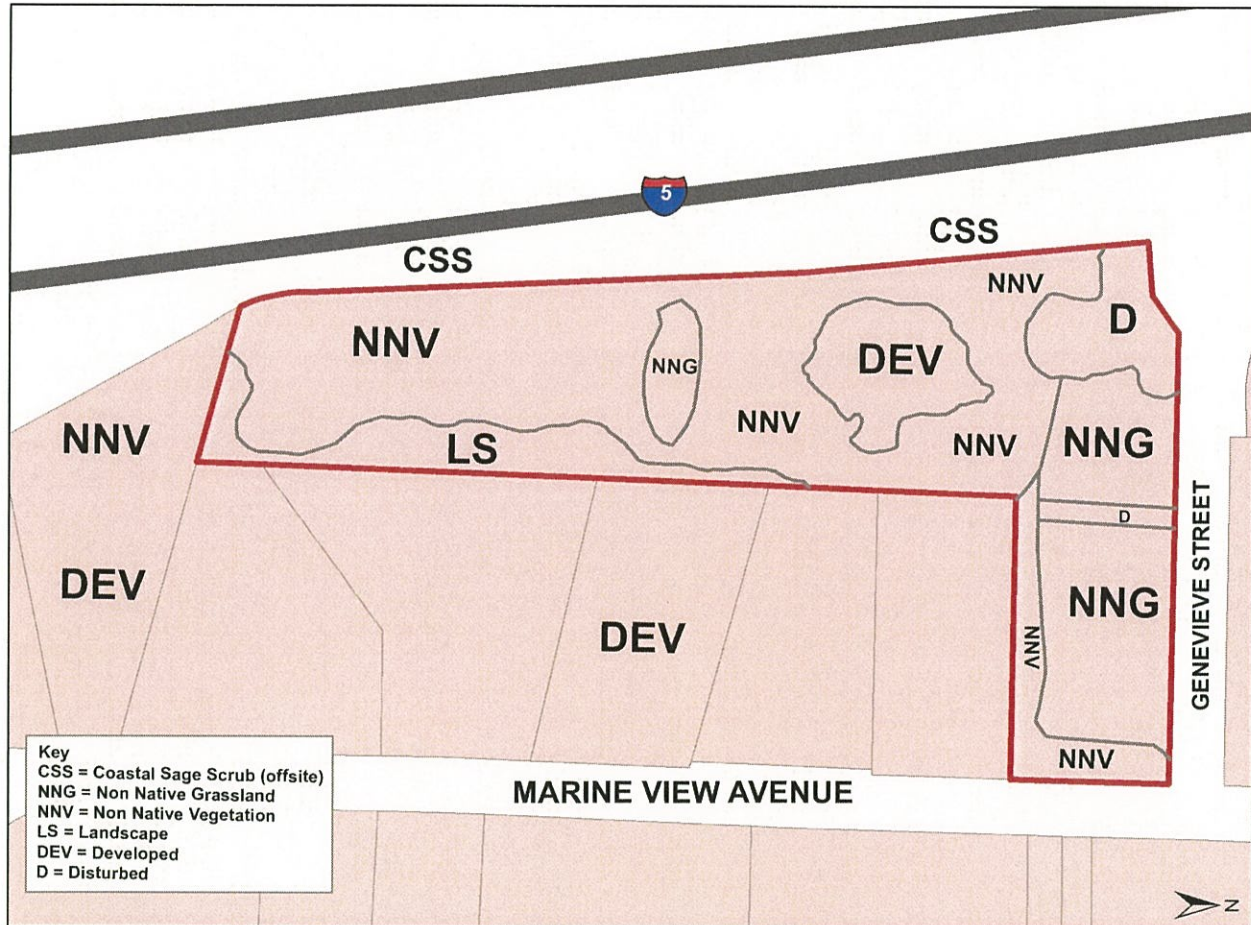 5
CSS
CSS
NNV
D
NNV
NNG
DEV
NNV
NNV
NNG
NNV
LS
D
DEV
NNG
DEV
NNV
GENEVIEVE STREET
NNV
MARINE VIEW AVENUE
Key
CSS = Coastal Sage Scrub (offsite)
NNG = Non Native Grassland
NNV = Non Native Vegetation
LS = Landscape
DEV = Developed
D = Disturbed
N